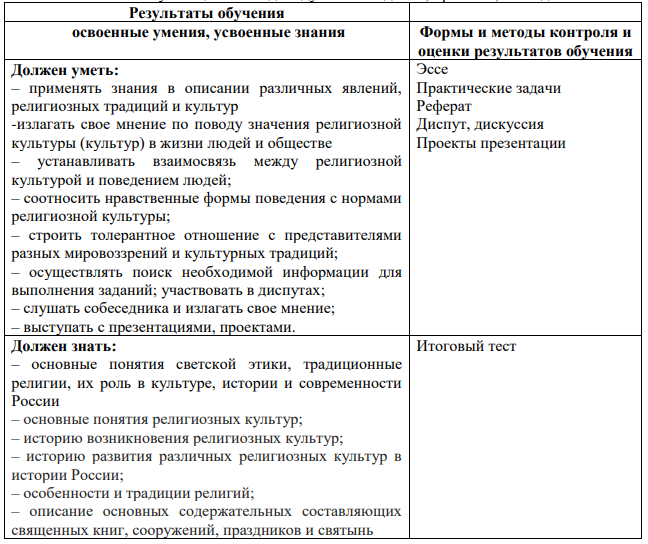 Результаты обучения
освоенные умения, усвоенные знания
Формы и методы контроля и
оценки результатов обучения
Должен уметь:
– применять знания в описании различных явлений,
религиозных традиций и культур
-излагать свое мнение по поводу значения религиозной
культуры (культур) в жизни людей и обществе
– устанавливать взаимосвязь между религиозной
культурой и поведением людей;
– соотносить нравственные формы поведения с нормами
религиозной культуры;
– строить толерантное отношение с представителями
разных мировоззрений и культурных традиций;
– осуществлять поиск необходимой информации для
выполнения заданий; участвовать в диспутах;
– слушать собеседника и излагать свое мнение;
– выступать с презентациями, проектами.
Эссе
Практические задачи
Реферат
Диспут, дискуссия
Проекты презентации
Должен знать:
– основные понятия светской этики, традиционные
религии, их роль в культуре, истории и современности
России
– основные понятия религиозных культур;
– историю возникновения религиозных культур;
– историю развития различных религиозных культур в
истории России;
– особенности и традиции религий;
– описание основных содержательных составляющих
священных книг, сооружений, праздников и святынь
Итоговый тест